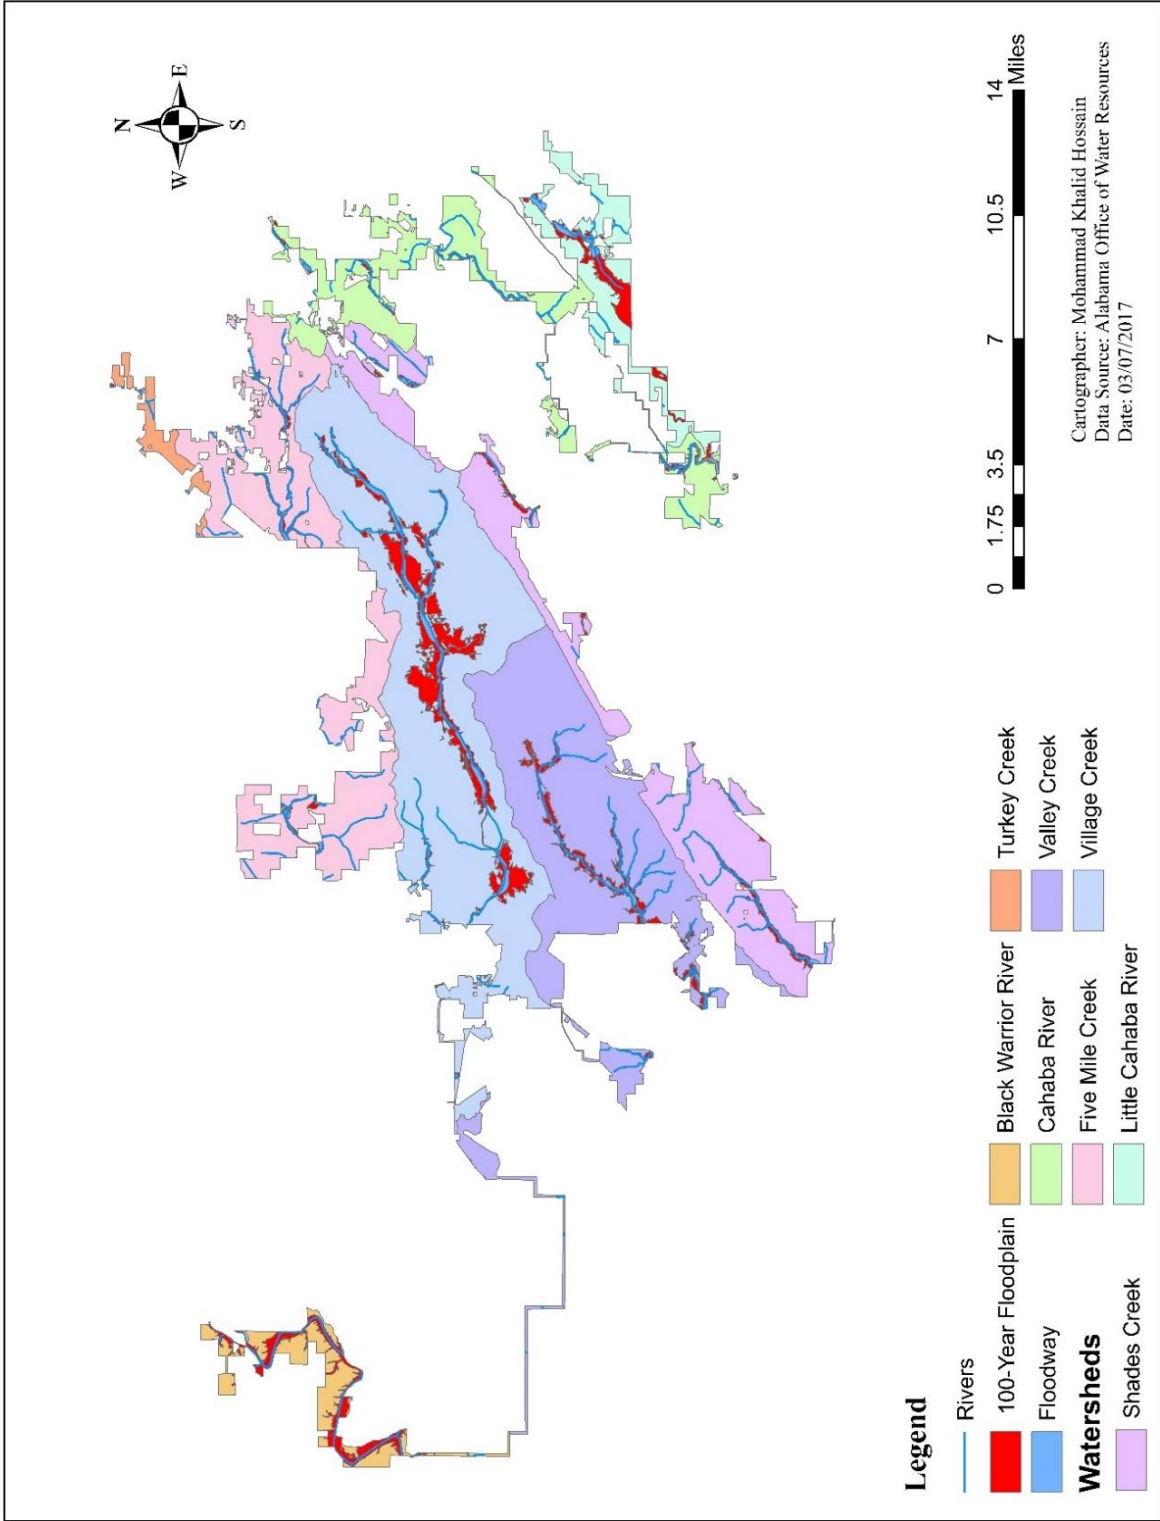 N
W
E
S
0
1.75
3.5
7
10.5
14
Miles
Cartographer: Mohammad Khalid Hossain
Data Source: Alabama Office of Water Resources
Date: 03/07/2017
Legend
Rivers
100-Year Floodplain
Floodway
Watersheds
Shades Creek
Black Warrior River
Cahaba River
Five Mile Creek
Little Cahaba River
Turkey Creek
Valley Creek
Village Creek